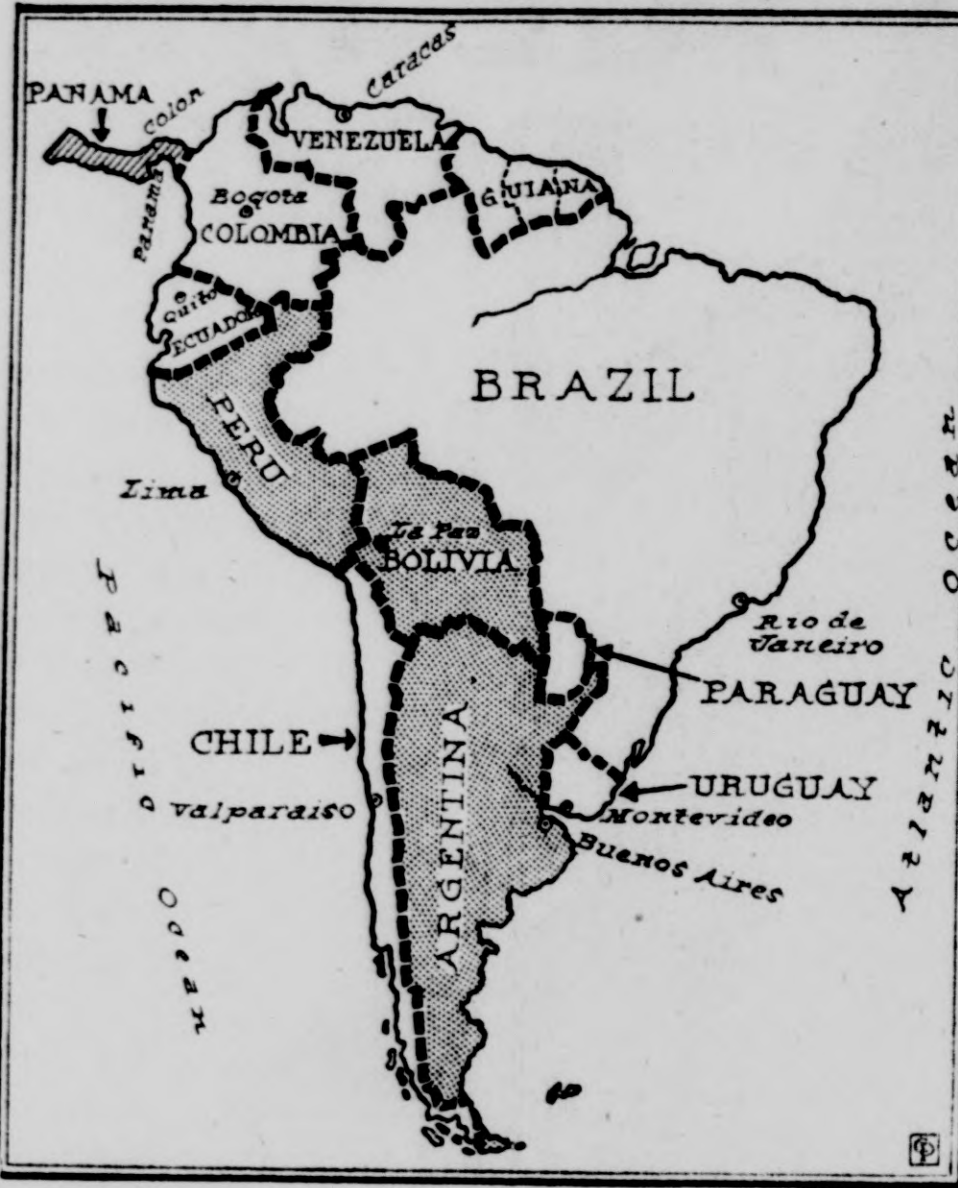 Caracas
PANAMA
Colon
VENEZUELA
GUIANA
Panama
Bogota
COLOMBIA
Quito
ECUADOR
BRAZIL
PERU
Lima
La Paz
BOLIVIA
Rio de
Janeiro
PARAGUAY
CHILE
ARGENTINA
URUGUAY
Valparaiso
Montevideo
Buenos Aires
Pacific
Ocean
Atlantic Ocean